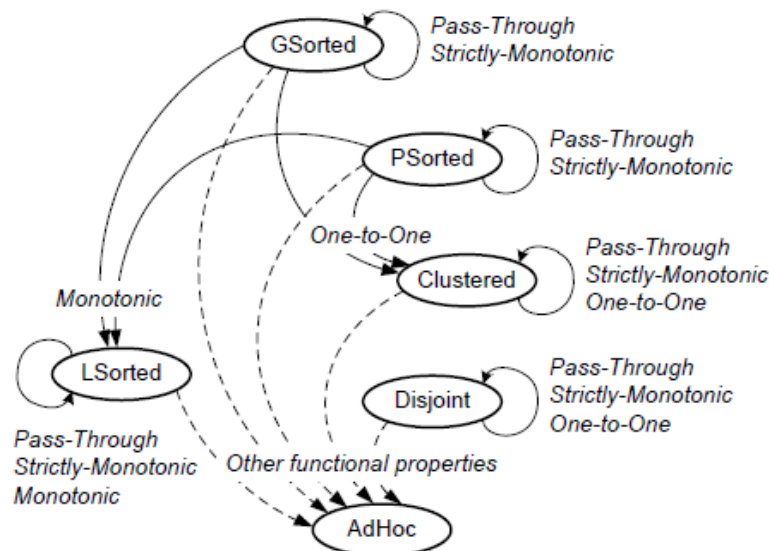 GSorted
Pass-Through
Strictly-Monotonic
PSorted
Pass-Through
Strictly-Monotonic
One-to-One
Clustered
Pass-Through
Strictly-Monotonic
One-to-One
Monotonic
LSorted
Disjoint
Pass-Through
Strictly-Monotonic
One-to-One
Pass-Through
Strictly-Monotonic
Monotonic
Other functional properties
AdHoc